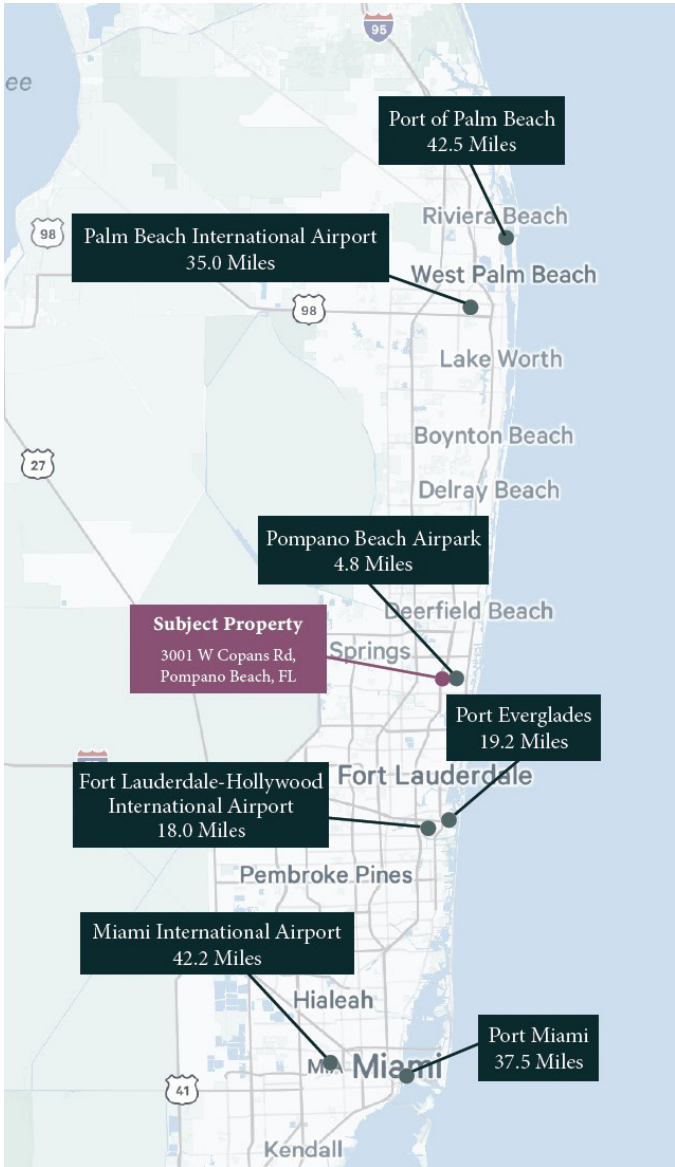 95
ee
Port of Palm Beach
42.5 Miles
Riviera Beach
98
Palm Beach International Airport
35.0 Miles
West Palm Beach
98
Lake Worth
Boynton Beach
27
Delray Beach
Pompano Beach Airpark
4.8 Miles
Deerfield Beach
Subject Property
3001 W Copans Rd,
Pompano Beach, FL
Springs
Port Everglades
19.2 Miles
Fort Lauderdale
Fort Lauderdale-Hollywood
International Airport
18.0 Miles
Pembroke Pines
Miami International Airport
42.2 Miles
Hialeah
Port Miami
37.5 Miles
MIA
Miami
41
Kendall